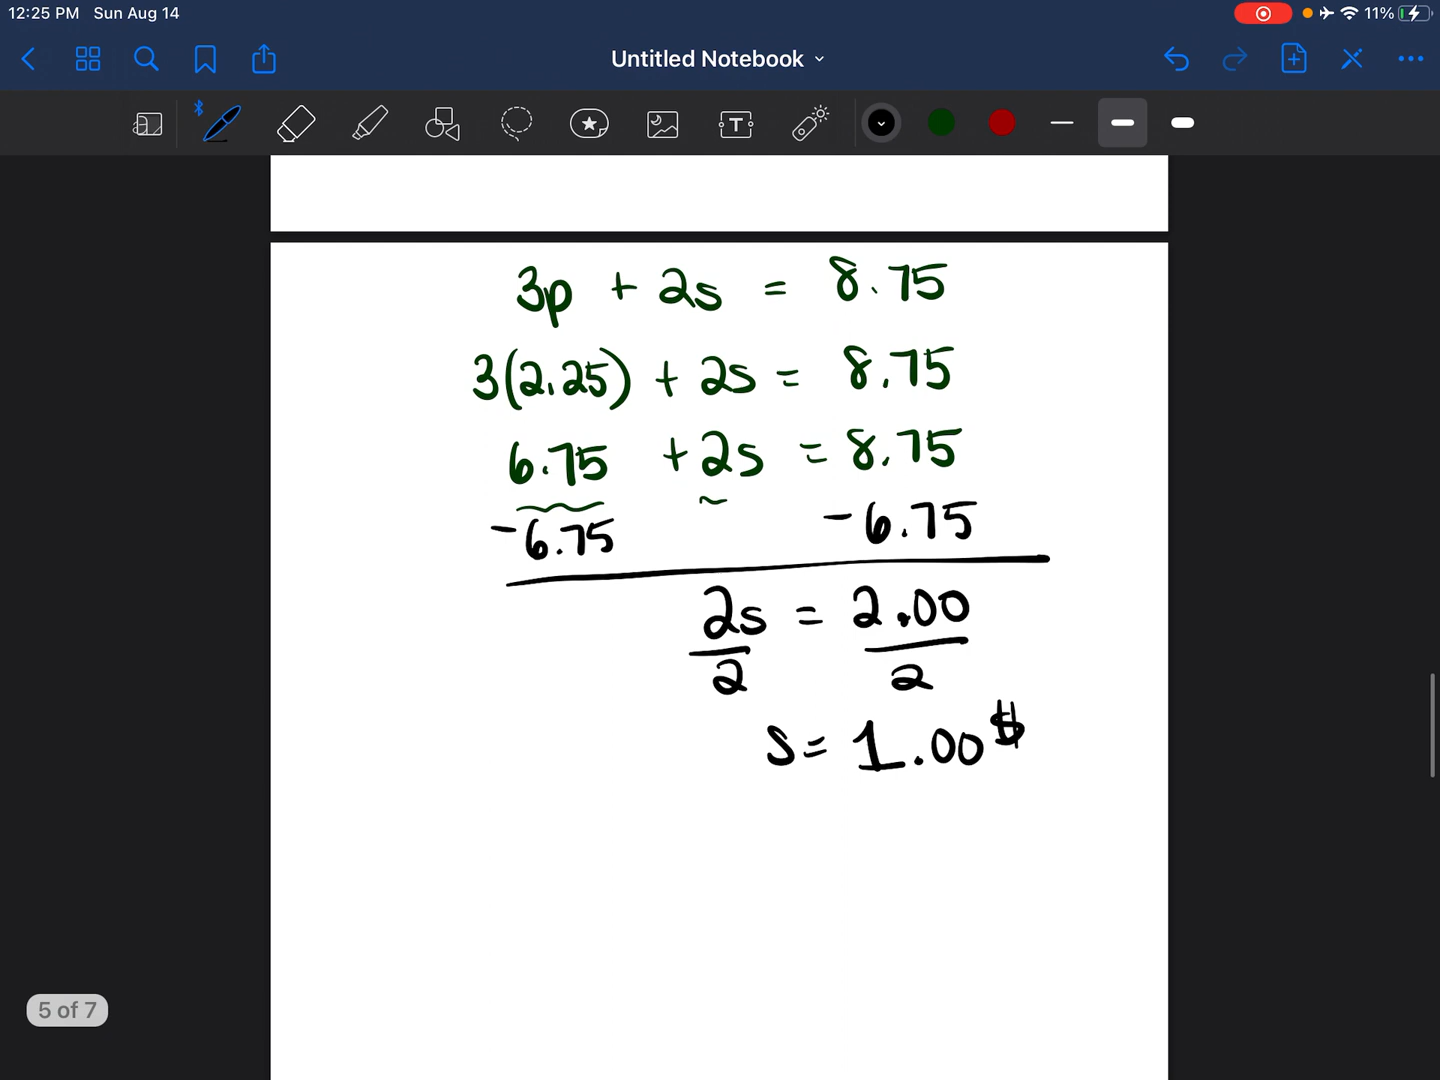 12:25 PM Sun Aug 14
11%
Untitled Notebook
T
3p + 2s = 8.75
3(2.25) + 2s = 8.75
6.75 + 2s = 8.75
-6.75 -6.75
2s = 2.00
2 2
s = 1.00$
5 of 7